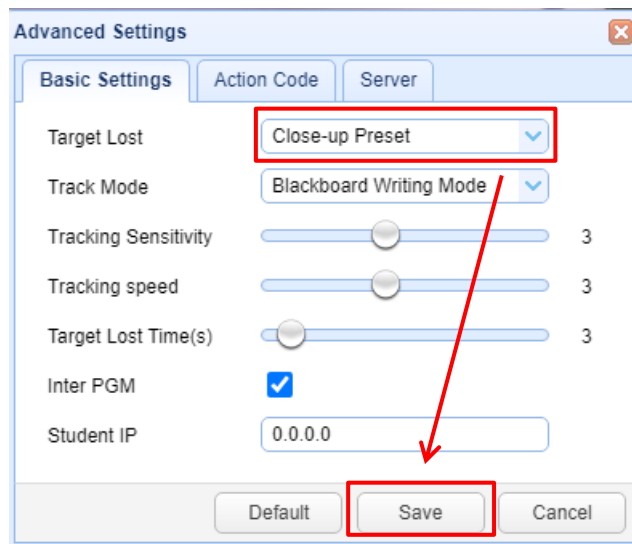 Advanced Settings
Basic Settings Action Code Server
Target Lost Close-up Preset
Track Mode Blackboard Writing Mode
Tracking Sensitivity 3
Tracking speed 3
Target Lost Time(s) 3
Inter PGM
Student IP 0.0.0.0
Default Save Cancel